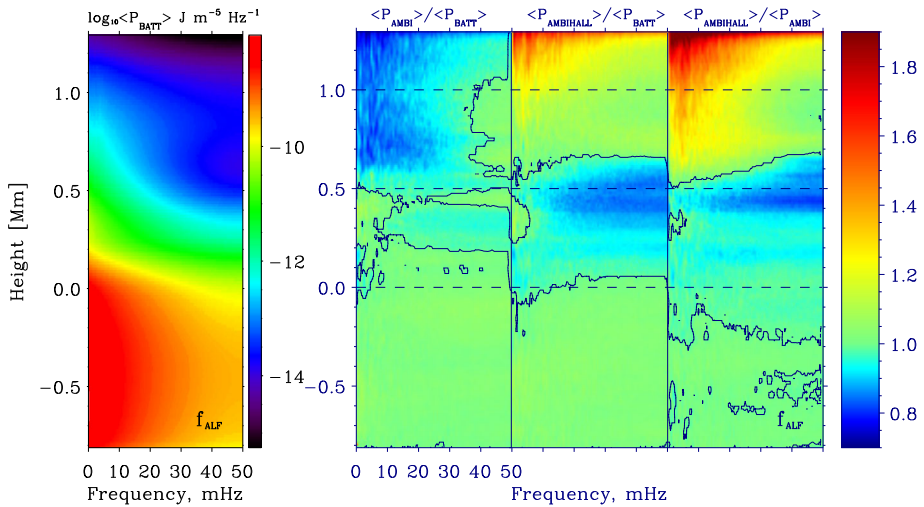 log₁₀<P_BATT> J m⁻⁵ Hz⁻¹
<P_AMBI>/<P_BATT>
<P_AMBIHALL>/<P_BATT>
<P_AMBIHALL>/<P_AMBI>
Height [Mm]
1.0
0.5
0.0
−0.5
−10
−12
−14
f_ALF
0 10 20 30 40 50
Frequency, mHz
1.0
0.5
0.0
−0.5
f_ALF
0 10 20 30 40 50
Frequency, mHz
1.8
1.6
1.4
1.2
1.0
0.8